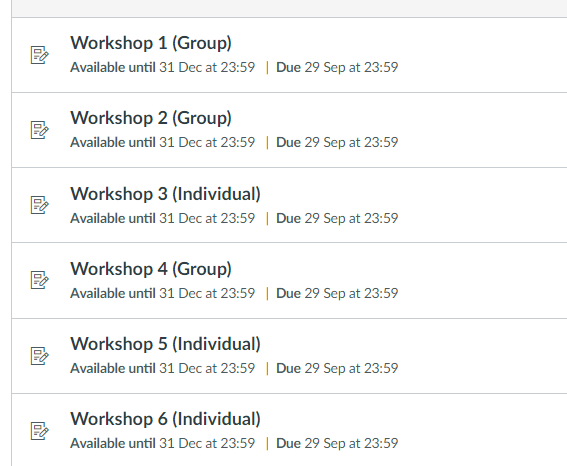 Workshop 1 (Group)
Available until 31 Dec at 23:59 | Due 29 Sep at 23:59
Workshop 2 (Group)
Available until 31 Dec at 23:59 | Due 29 Sep at 23:59
Workshop 3 (Individual)
Available until 31 Dec at 23:59 | Due 29 Sep at 23:59
Workshop 4 (Group)
Available until 31 Dec at 23:59 | Due 29 Sep at 23:59
Workshop 5 (Individual)
Available until 31 Dec at 23:59 | Due 29 Sep at 23:59
Workshop 6 (Individual)
Available until 31 Dec at 23:59 | Due 29 Sep at 23:59